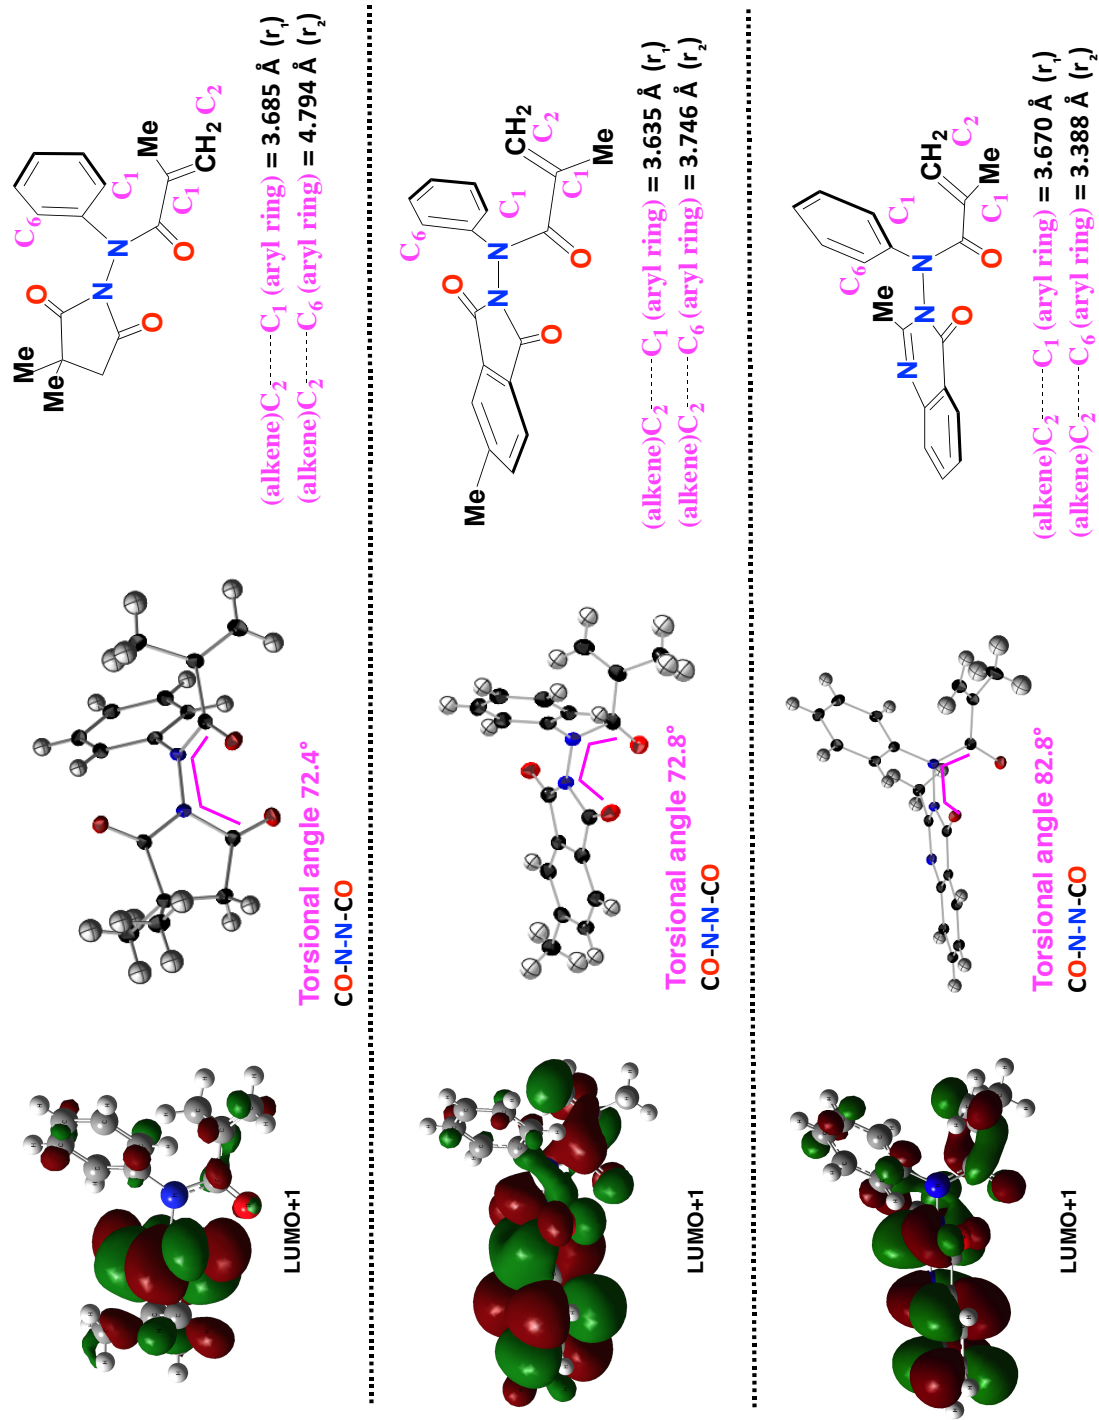 LUMO+1
Torsional angle 72.4°
CO-N-N-CO
Me
Me
O
O
N
N
C6
C1
C1
O
Me
CH2 C2
(alkene)C2------C1 (aryl ring) = 3.685 Å (r1)
(alkene)C2------C6 (aryl ring) = 4.794 Å (r2)
LUMO+1
Torsional angle 72.8°
CO-N-N-CO
Me
O
O
N
N
C6
C1
C1
O
CH2
C2
Me
(alkene)C2------C1 (aryl ring) = 3.635 Å (r1)
(alkene)C2------C6 (aryl ring) = 3.746 Å (r2)
LUMO+1
Torsional angle 82.8°
CO-N-N-CO
C6
Me
N
N
N
O
C1
C1
O
CH2
C2
Me
(alkene)C2------C1 (aryl ring) = 3.670 Å (r1)
(alkene)C2------C6 (aryl ring) = 3.388 Å (r2)